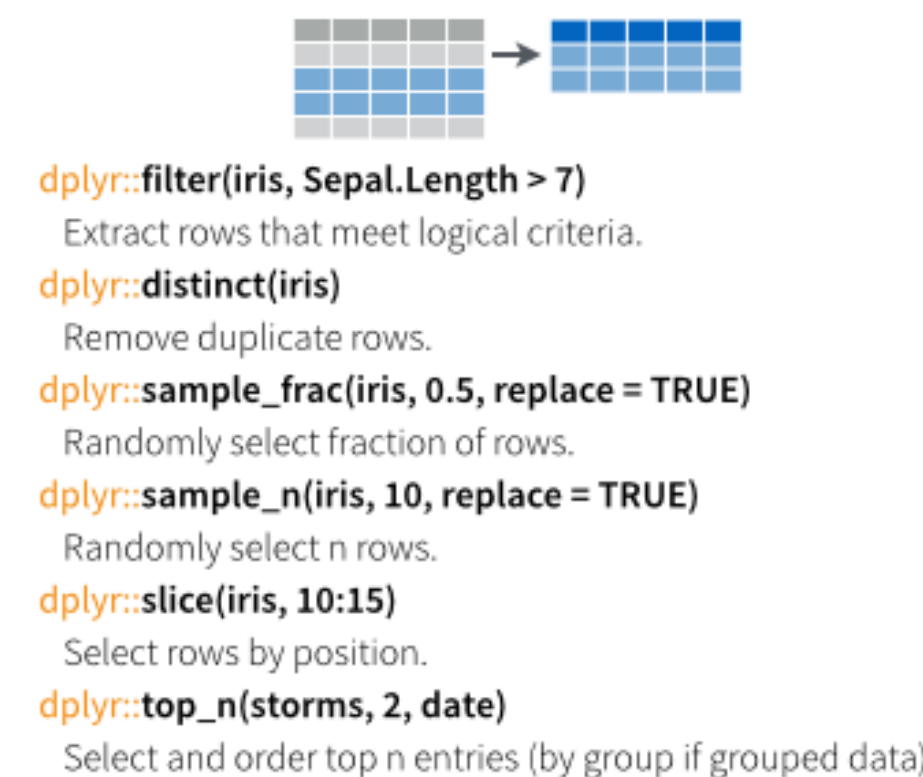 dplyr::filter(iris, Sepal.Length > 7)
Extract rows that meet logical criteria.
dplyr::distinct(iris)
Remove duplicate rows.
dplyr::sample_frac(iris, 0.5, replace = TRUE)
Randomly select fraction of rows.
dplyr::sample_n(iris, 10, replace = TRUE)
Randomly select n rows.
dplyr::slice(iris, 10:15)
Select rows by position.
dplyr::top_n(storms, 2, date)
Select and order top n entries (by group if grouped data)